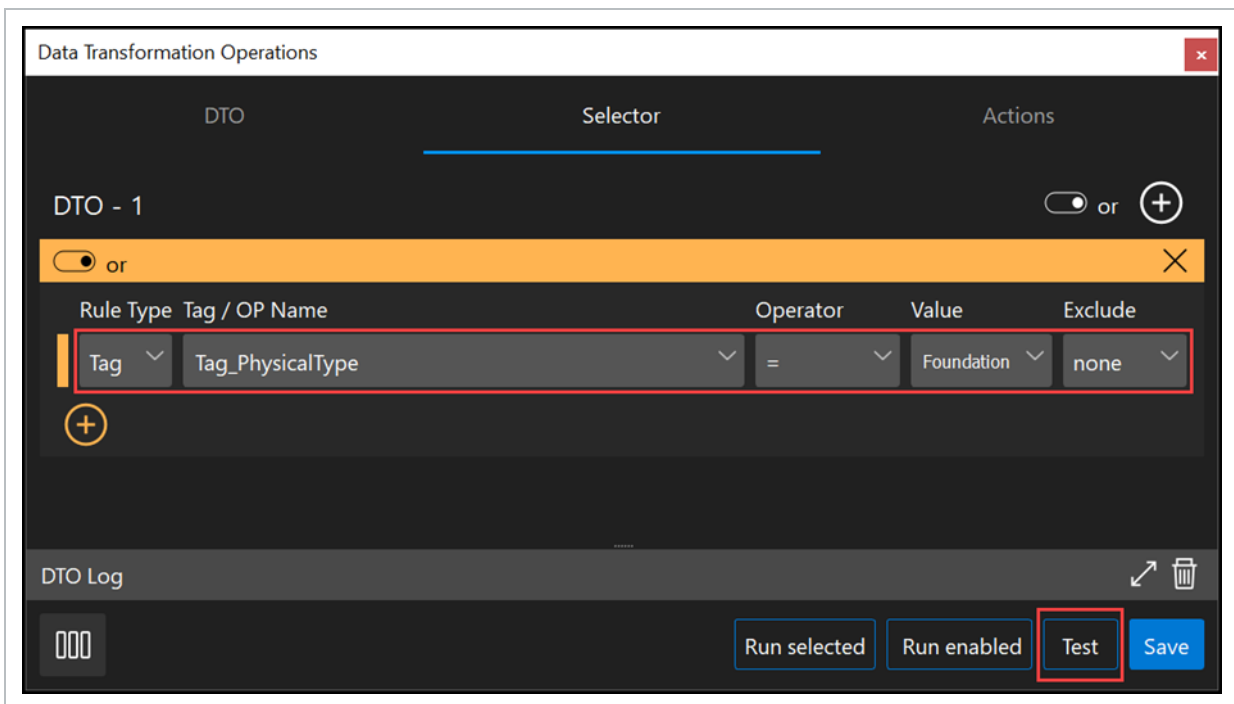 Data Transformation Operations
DTO Selector Actions
DTO - 1 or
or
Rule Type Tag / OP Name Operator Value Exclude
Tag Tag_PhysicalType = Foundation none
DTO Log
Run selected Run enabled Test Save